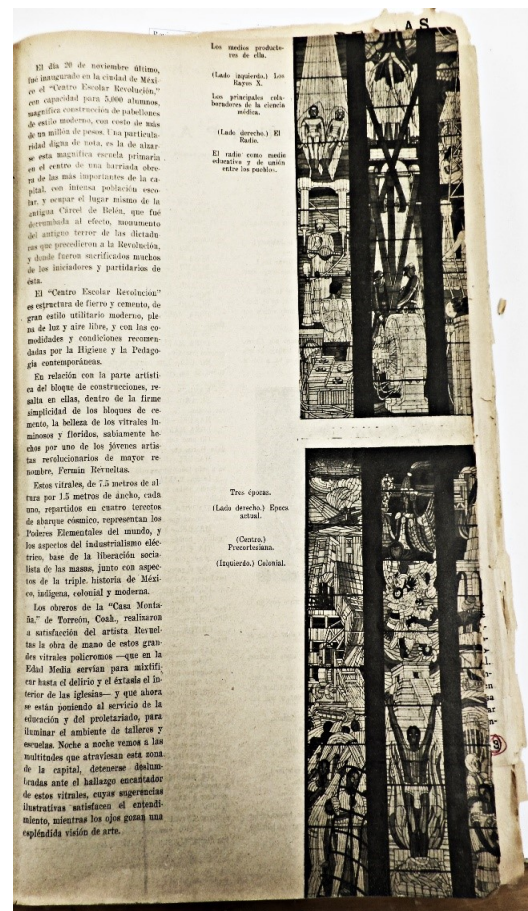 AS
El día 20 de noviembre último,
fué inaugurado en la ciudad de Méxi-
co el "Centro Escolar Revolución,"
con capacidad para 5,000 alumnos,
magnífica construcción de pabellones
de estilo moderno, con costo de más
de un millón de pesos. Una particula-
ridad digna de nota, es la de alzar-
se esta magnífica escuela primaria
en el centro de una barriada obre-
ra de las más importantes de la ca-
pital, con intensa población esco-
lar, y ocupar el lugar mismo de la
antigua Cárcel de Belén, que fué
derrumbada al efecto, monumento
del antiguo terror de las dictadu-
ras que precedieron a la Revolución,
y donde fueron sacrificados muchos
de los iniciadores y partidarios de
ésta.
El "Centro Escolar Revolución"
es estructura de fierro y cemento, de
gran estilo utilitario moderno, ple-
na de luz y aire libre, y con las co-
modidades y condiciones recomen-
dadas por la Higiene y la Pedago-
gía contemporáneas.
En relación con la parte artísti-
ca del bloque de construcciones, re-
salta en ellas, dentro de la firme
simplicidad de los bloques de ce-
mento, la belleza de los vitrales lu-
minosos y floridos, sabiamente he-
chos por uno de los jóvenes artis-
tas revolucionarios de mayor re-
nombre, Fermín Revueltas.
Estos vitrales, de 7.5 metros de al
tura por 1.5 metros de áncho, cada
uno, repartidos en cuatro tercetos
de abarque cósmico, representan los
Poderes Elementales del mundo, y
los aspectos del industrialismo eléc-
trico, base de la liberación socia-
lista de las masas, junto con aspec-
tos de la triple. historia de Méxi-
co, indígena, colonial y moderna.
Los obreros de la "Casa Monta-
ña," de Torreón, Coah., realizaron
a satisfacción del artista Revuel-
tas la obra de mano de estos gran-
des vitrales polícromos —que en la
Edad Media servían para mixtifi-
car hasta el delirio y el éxtasis el in-
terior de las iglesias— y que ahora
se están poniendo al servicio de la
educación y del proletariado, para
iluminar el ambiente de talleres y
escuelas. Noche a noche vemos a las
multitudes que atraviesan esta zona
de la capital, detenerse deslum-
bradas ante el hallazgo encantador
de estos vitrales, cuyas sugerencias
ilustrativas satisfacen el entendi-
miento, mientras los ojos gozan una
espléndida visión de arte.
Los medios producto-
res de ella.
(Lado izquierdo.) Los
Rayos X.
Los principales cola-
boradores de la ciencia
médica.
(Lado derecho.) El
Radio.
El radio como medio
educativo y de unión
entre los pueblos.
Tres épocas.
(Lado derecho.) Epoca
actual.
(Centro.)
Precortesiana.
(Izquierdo.) Colonial.